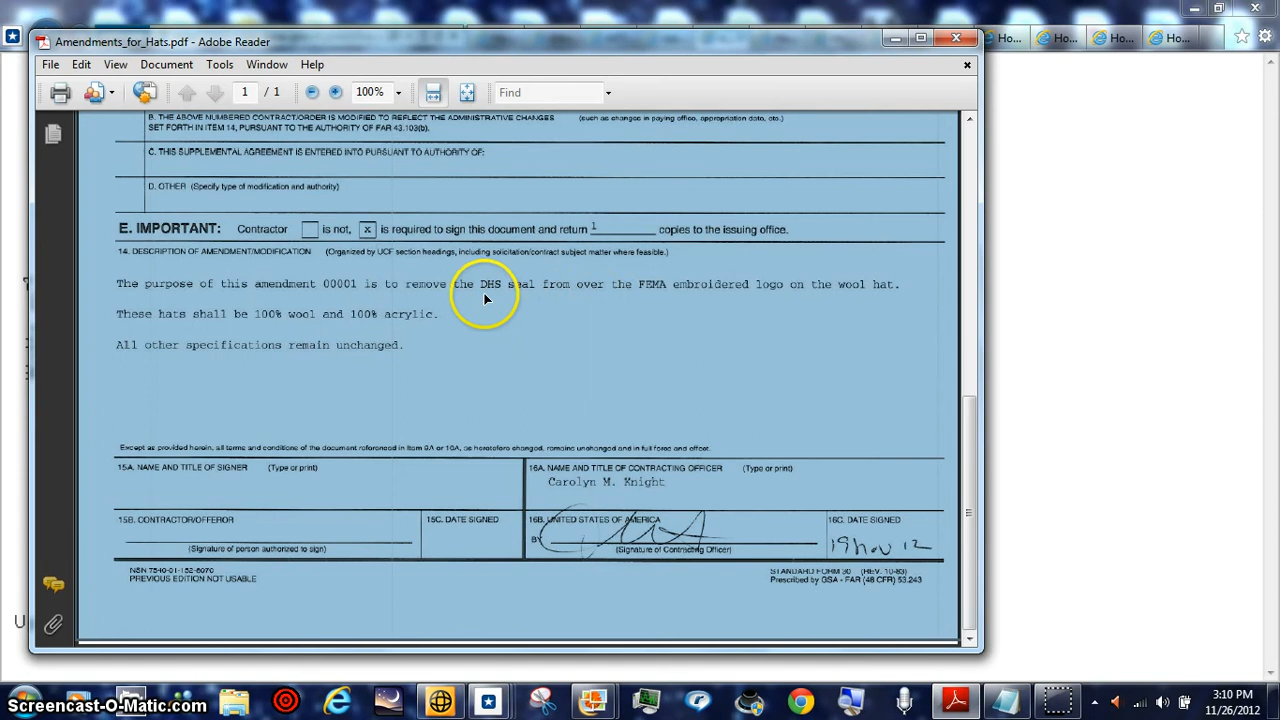 Amendments_for_Hats.pdf - Adobe Reader
Ho...
Ho...
Ho...
Ho...
File Edit View Document Tools Window Help
1 / 1 100% Find
B. THE ABOVE NUMBERED CONTRACT/ORDER IS MODIFIED TO REFLECT THE ADMINISTRATIVE CHANGES (such as changes in paying office, appropriation data, etc.)
SET FORTH IN ITEM 14, PURSUANT TO THE AUTHORITY OF FAR 43.103(b).
C. THIS SUPPLEMENTAL AGREEMENT IS ENTERED INTO PURSUANT TO AUTHORITY OF:
D. OTHER (Specify type of modification and authority)
E. IMPORTANT: Contractor is not, x is required to sign this document and return 1 copies to the issuing office.
14. DESCRIPTION OF AMENDMENT/MODIFICATION (Organized by UCF section headings, including solicitation/contract subject matter where feasible.)
The purpose of this amendment 00001 is to remove the DHS seal from over the FEMA embroidered logo on the wool hat.
These hats shall be 100% wool and 100% acrylic.
All other specifications remain unchanged.
Except as provided herein, all terms and conditions of the document referenced in Item 9A or 10A, as heretofore changed, remains unchanged and in full force and effect.
15A. NAME AND TITLE OF SIGNER (Type or print)
16A. NAME AND TITLE OF CONTRACTING OFFICER (Type or print)
Carolyn M. Knight
15B. CONTRACTOR/OFFEROR
15C. DATE SIGNED
16B. UNITED STATES OF AMERICA
16C. DATE SIGNED
BY
19 Nov 12
(Signature of person authorized to sign)
(Signature of Contracting Officer)
NSN 7540-01-152-8070
PREVIOUS EDITION NOT USABLE
STANDARD FORM 30 (REV. 10-83)
Prescribed by GSA - FAR (48 CFR) 53.243
U
Screencast-O-Matic.com
3:10 PM
11/26/2012